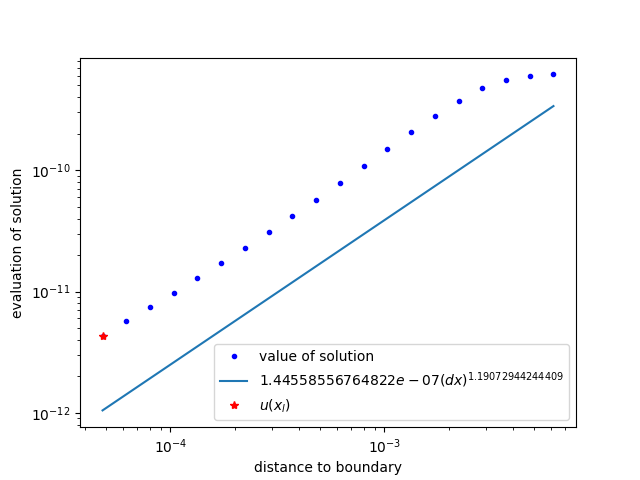 evaluation of solution
10⁻¹⁰
10⁻¹¹
10⁻¹²
value of solution
1.44558556764822e − 07(dx)^1.19072944244409
u(x_l)
10⁻⁴
10⁻³
distance to boundary